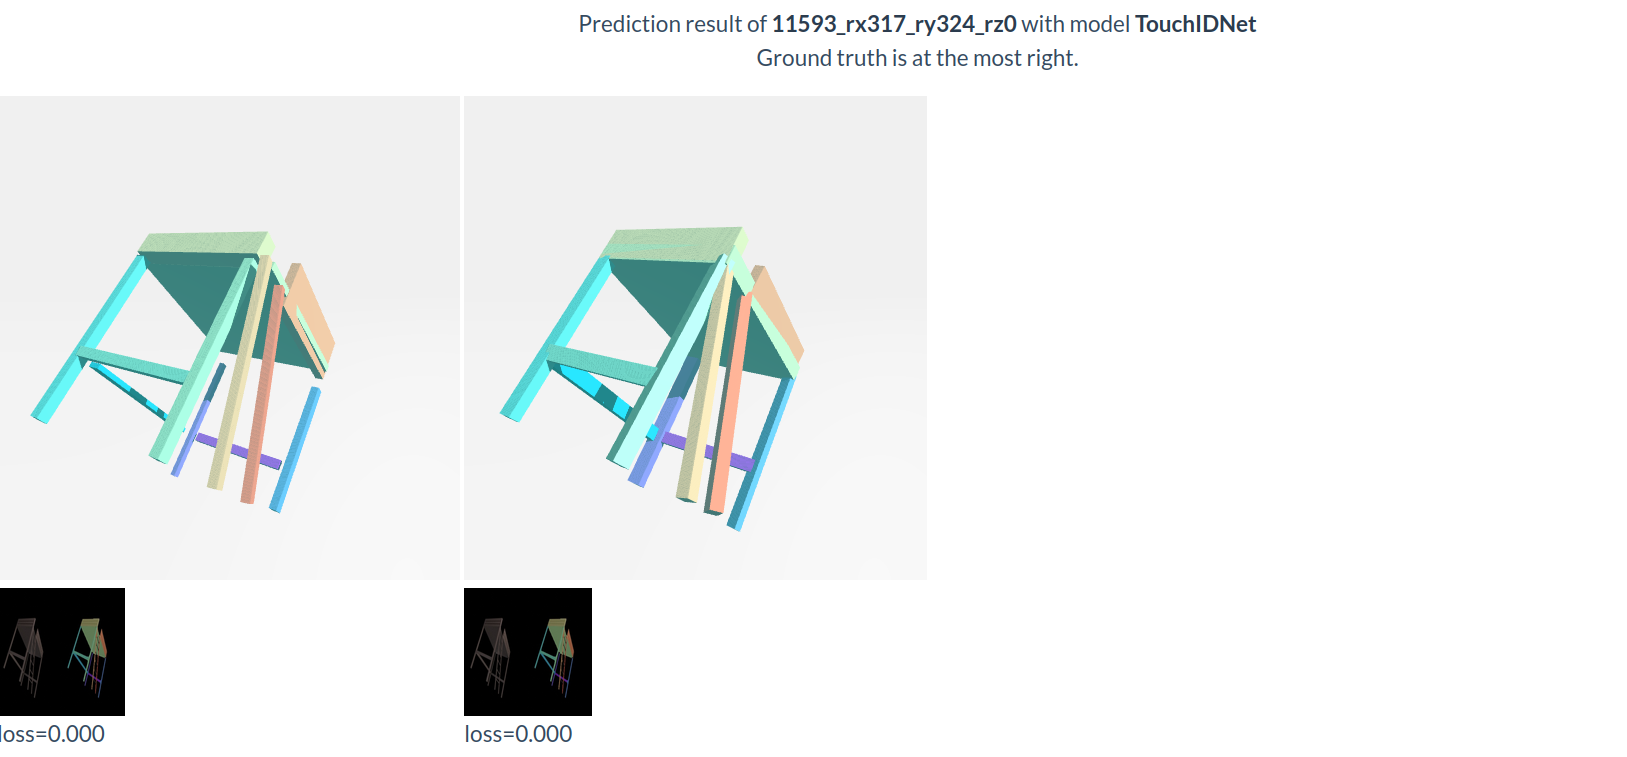 Prediction result of 11593_rx317_ry324_rz0 with model TouchIDNet
Ground truth is at the most right.
loss=0.000
loss=0.000